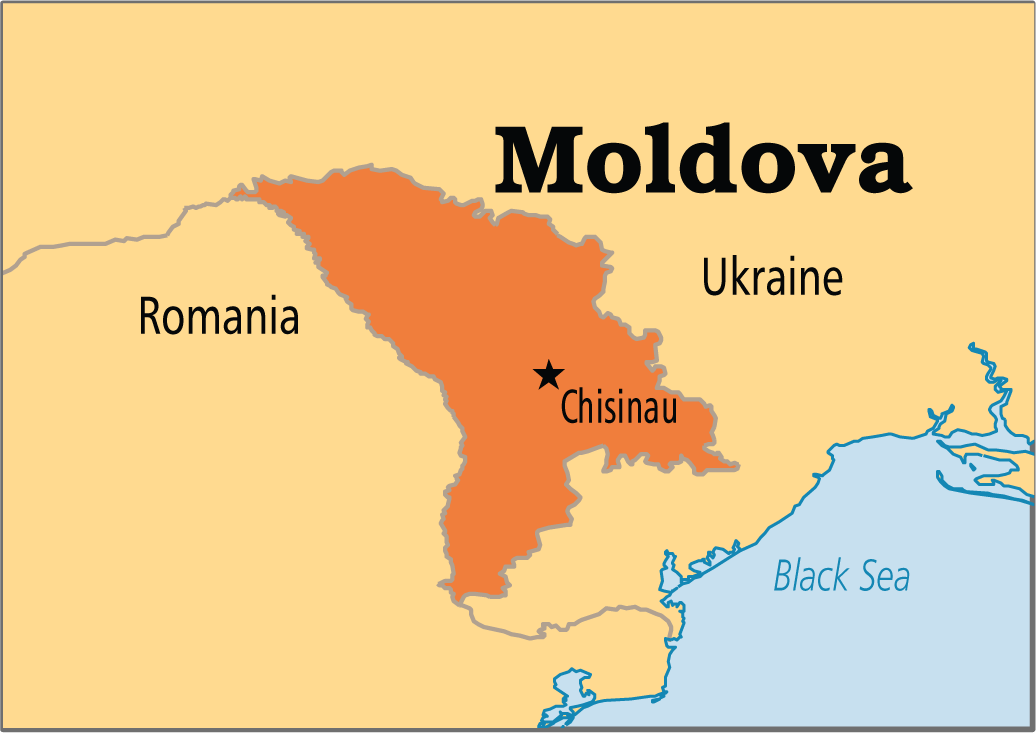 Moldova
Ukraine
Romania
Chisinau
Black Sea